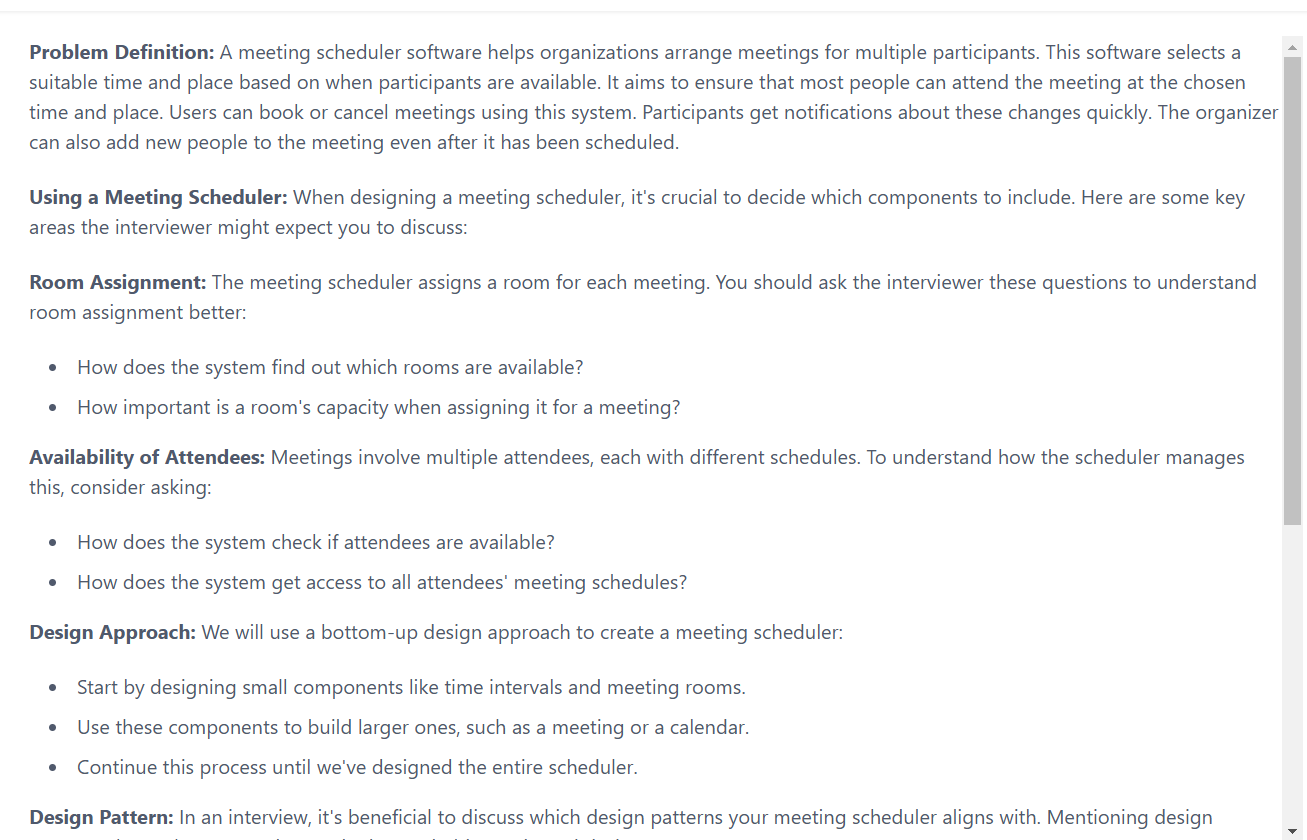 Problem Definition: A meeting scheduler software helps organizations arrange meetings for multiple participants. This software selects a
suitable time and place based on when participants are available. It aims to ensure that most people can attend the meeting at the chosen
time and place. Users can book or cancel meetings using this system. Participants get notifications about these changes quickly. The organizer
can also add new people to the meeting even after it has been scheduled.
Using a Meeting Scheduler: When designing a meeting scheduler, it's crucial to decide which components to include. Here are some key
areas the interviewer might expect you to discuss:
Room Assignment: The meeting scheduler assigns a room for each meeting. You should ask the interviewer these questions to understand
room assignment better:
• How does the system find out which rooms are available?
• How important is a room's capacity when assigning it for a meeting?
Availability of Attendees: Meetings involve multiple attendees, each with different schedules. To understand how the scheduler manages
this, consider asking:
• How does the system check if attendees are available?
• How does the system get access to all attendees' meeting schedules?
Design Approach: We will use a bottom-up design approach to create a meeting scheduler:
• Start by designing small components like time intervals and meeting rooms.
• Use these components to build larger ones, such as a meeting or a calendar.
• Continue this process until we've designed the entire scheduler.
Design Pattern: In an interview, it's beneficial to discuss which design patterns your meeting scheduler aligns with. Mentioning design